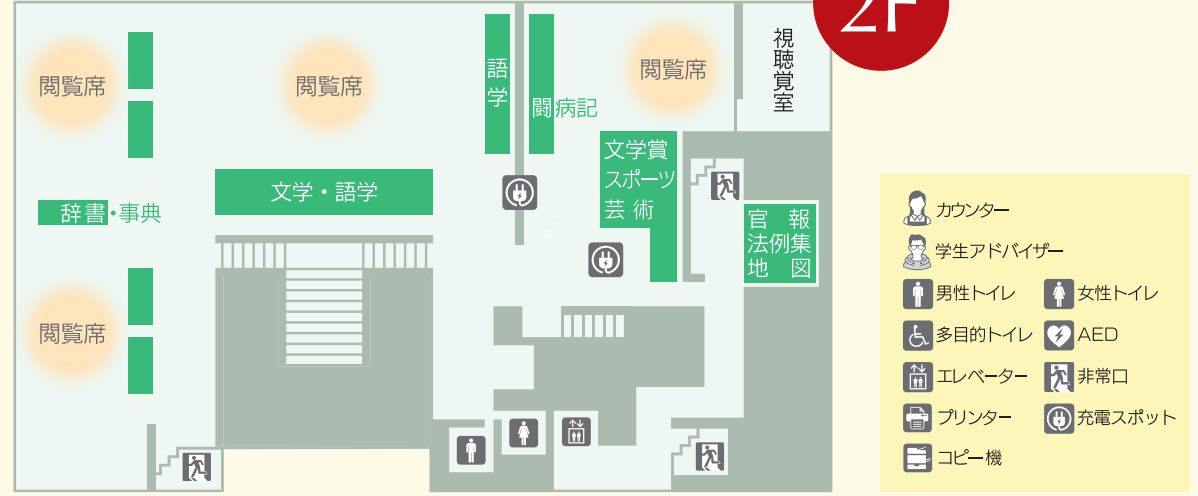 2F
閲覧席
閲覧席
語学
闘病記
閲覧席
視聴覚室
文学賞
スポーツ
芸術
文学・語学
辞書・事典
官報
法例集
地図
閲覧席
カウンター
学生アドバイザー
男性トイレ
女性トイレ
多目的トイレ
AED
エレベーター
非常口
プリンター
充電スポット
コピー機